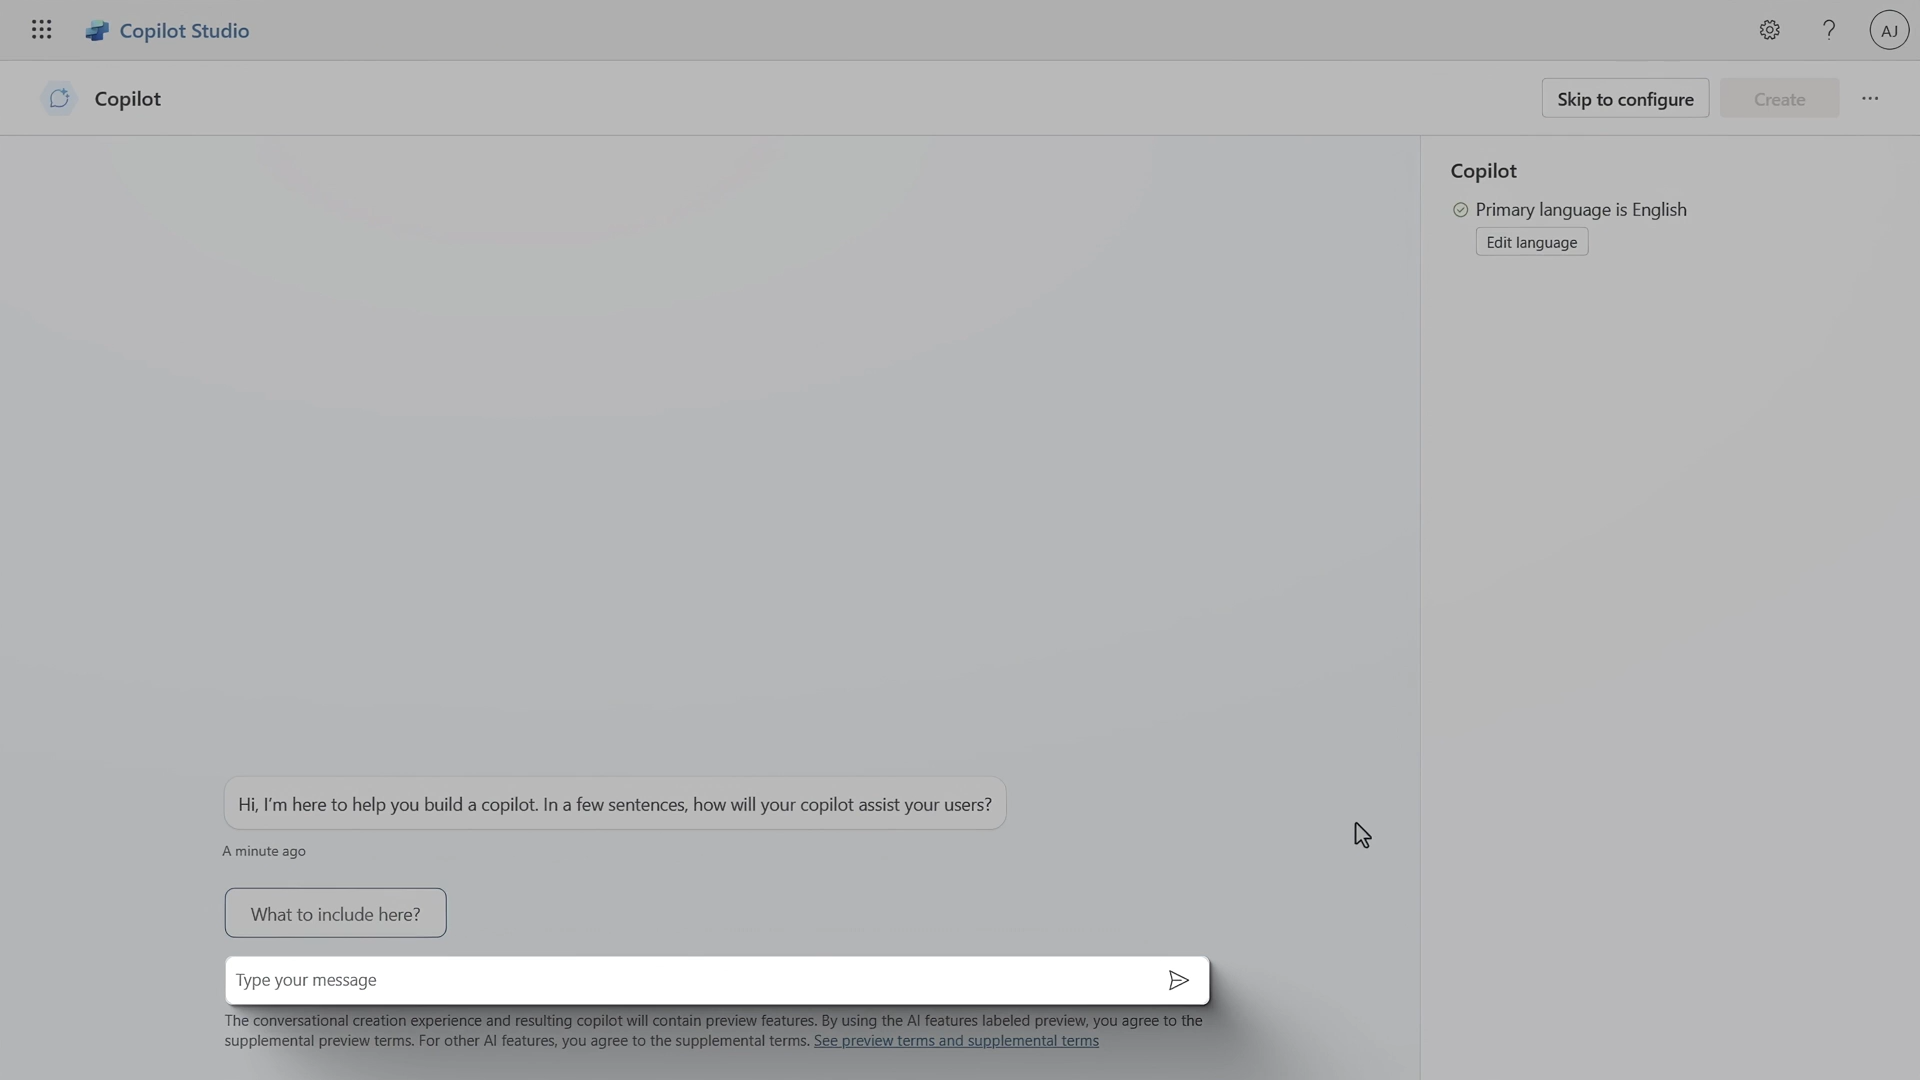 Copilot Studio
AJ
Copilot
Skip to configure
Create
Copilot
Primary language is English
Edit language
Hi, I'm here to help you build a copilot. In a few sentences, how will your copilot assist your users?
A minute ago
What to include here?
Type your message
The conversational creation experience and resulting copilot will contain preview features. By using the AI features labeled preview, you agree to the
supplemental preview terms. For other AI features, you agree to the supplemental terms. See preview terms and supplemental terms